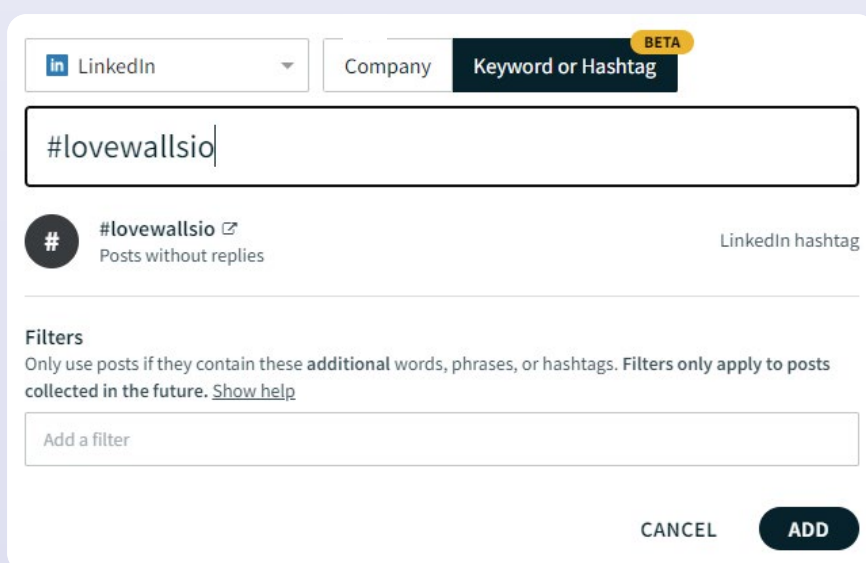 BETA
in LinkedIn Company Keyword or Hashtag
#lovewallsio
#lovewallsio
# LinkedIn hashtag
Posts without replies
Filters
Only use posts if they contain these additional words, phrases, or hashtags. Filters only apply to posts
collected in the future. Show help
Add a filter
CANCEL ADD